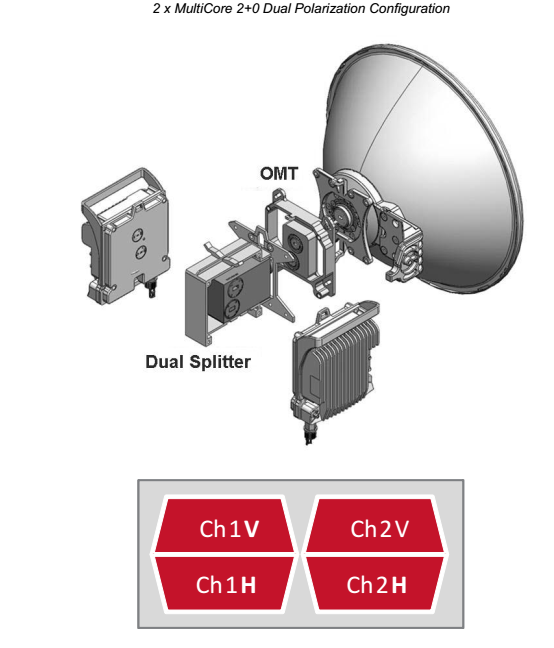 2 x MultiCore 2+0 Dual Polarization Configuration
OMT
Dual Splitter
Ch1V Ch2V
Ch1H Ch2H